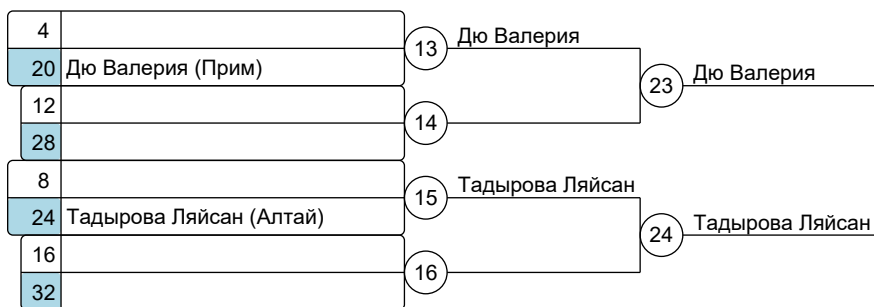 4
13 Дю Валерия
20 Дю Валерия (Прим)
23 Дю Валерия
12
14
28
8
15 Тадырова Ляйсан
24 Тадырова Ляйсан (Алтай)
24 Тадырова Ляйсан
16
16
32